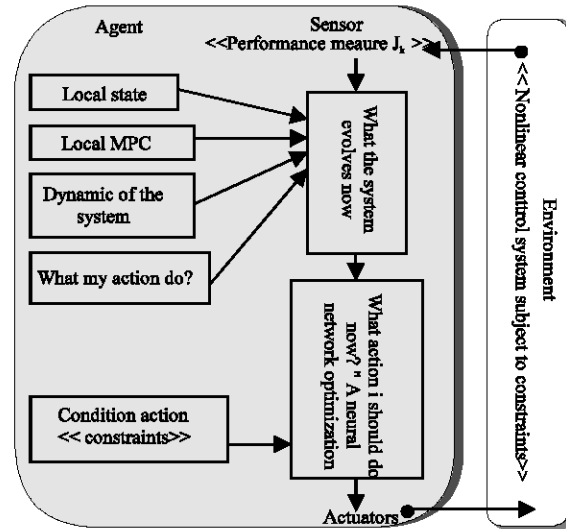 Agent
Sensor
<<Performance meaure Jₖ >>
Local state
Local MPC
Dynamic of the
system
What my action do?
What the system
evolves now
What action i should do
now? " A neural
network optimization
Condition action
<< constraints>>
Actuators
Environment
<< Nonlinear conttrol system subject to constraints>>